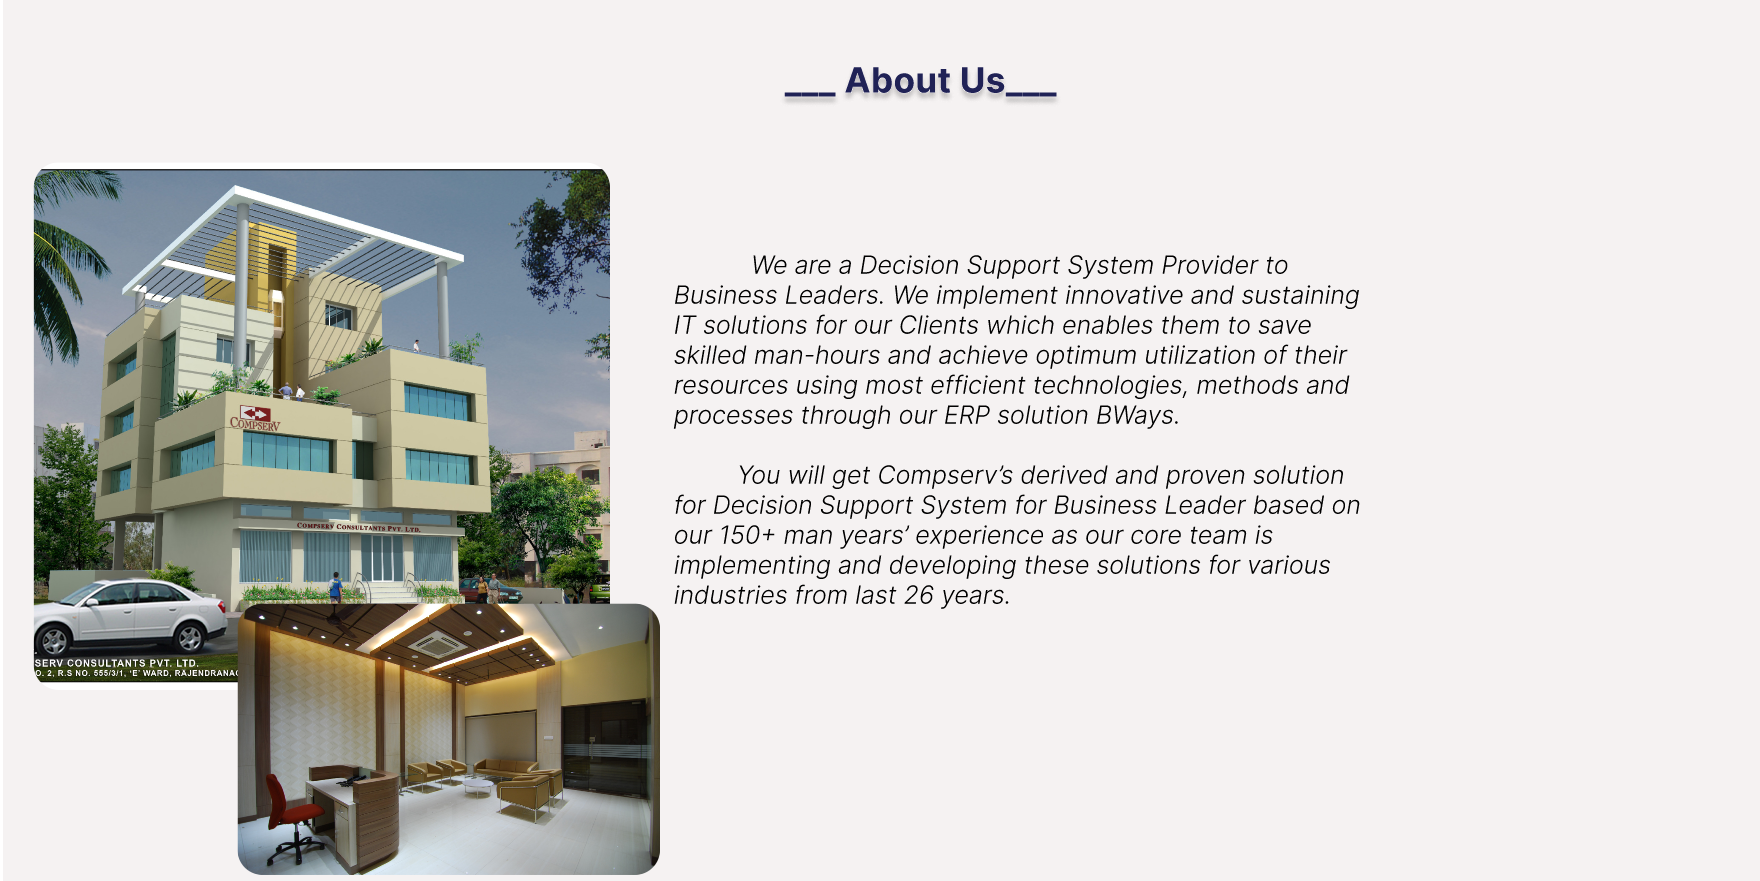 ___ About Us___
COMPSERV
COMPSERV CONSULTANTS PVT. LTD.
SERV CONSULTANTS PVT. LTD.
O. 2, R.S NO. 555/3/1, 'E' WARD, RAJENDRANAG
We are a Decision Support System Provider to
Business Leaders. We implement innovative and sustaining
IT solutions for our Clients which enables them to save
skilled man-hours and achieve optimum utilization of their
resources using most efficient technologies, methods and
processes through our ERP solution BWays.
You will get Compserv’s derived and proven solution
for Decision Support System for Business Leader based on
our 150+ man years’ experience as our core team is
implementing and developing these solutions for various
industries from last 26 years.